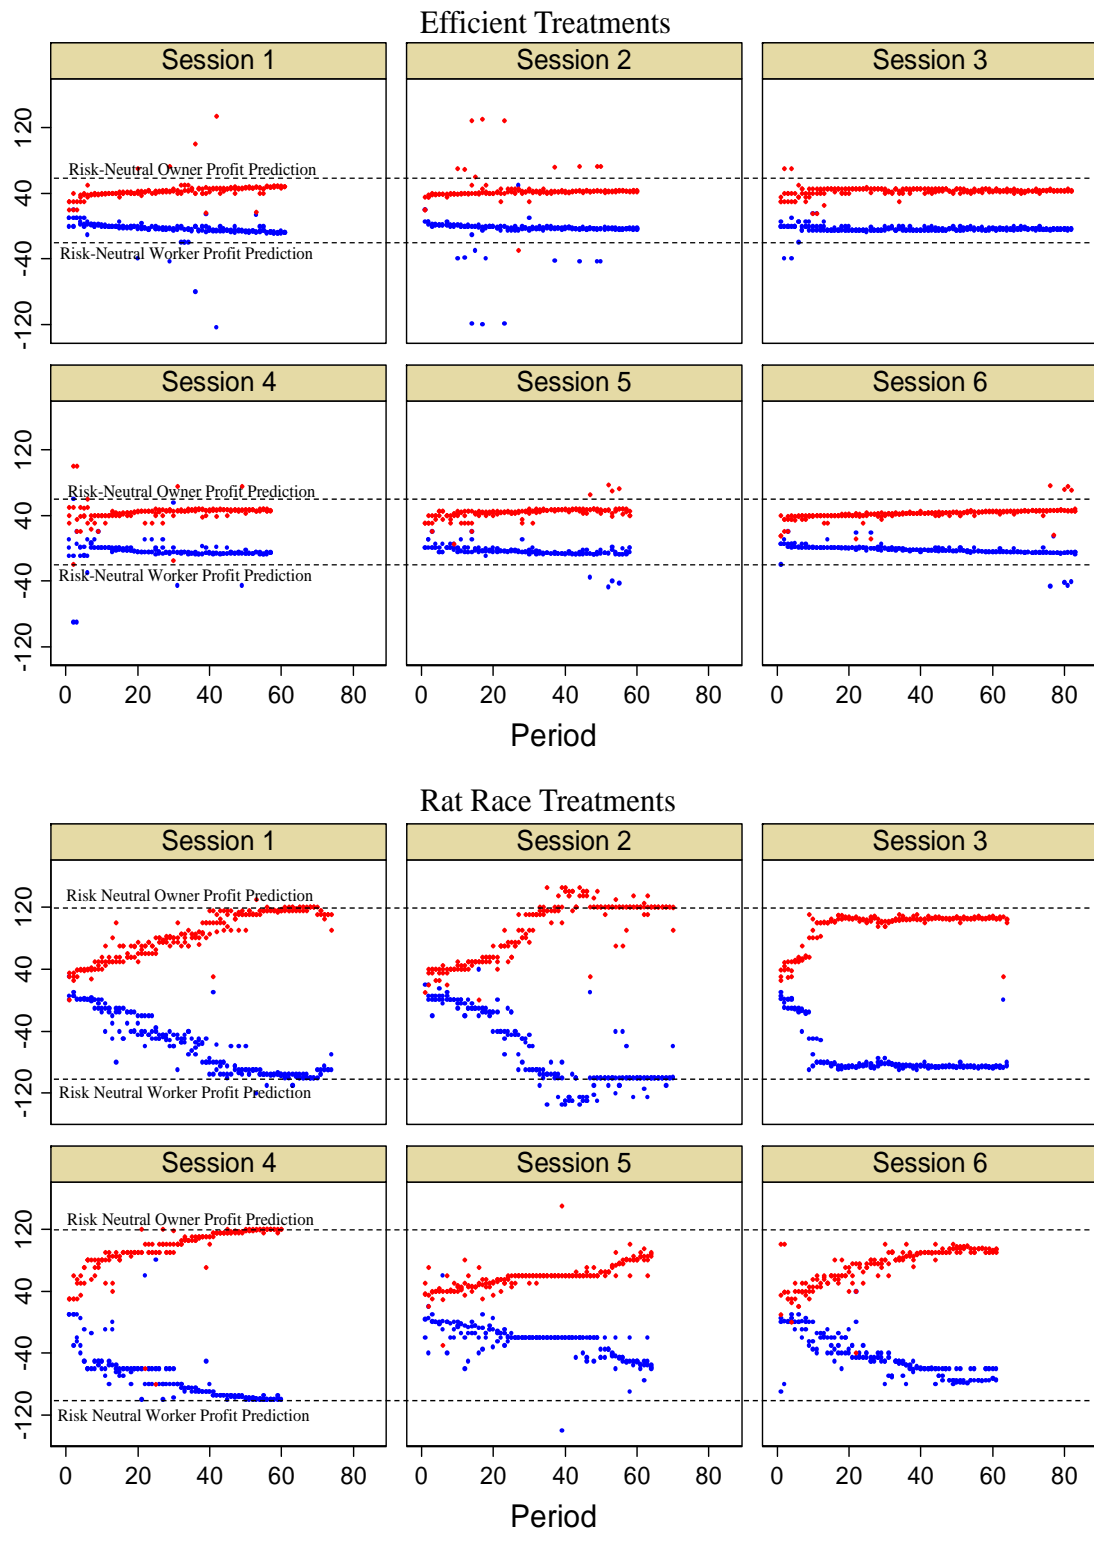 Efficient Treatments
Session 1 Session 2 Session 3
120
40
-40
-120
Risk-Neutral Owner Profit Prediction
Risk-Neutral Worker Profit Prediction
Session 4 Session 5 Session 6
120
40
-40
-120
Risk-Neutral Owner Profit Prediction
Risk-Neutral Worker Profit Prediction
0 20 40 60 80 0 20 40 60 80 0 20 40 60 80
Period
Rat Race Treatments
Session 1 Session 2 Session 3
120
40
-40
-120
Risk Neutral Owner Profit Prediction
Risk Neutral Worker Profit Prediction
Session 4 Session 5 Session 6
120
40
-40
-120
Risk Neutral Owner Profit Prediction
Risk Neutral Worker Profit Prediction
0 20 40 60 80 0 20 40 60 80 0 20 40 60 80
Period